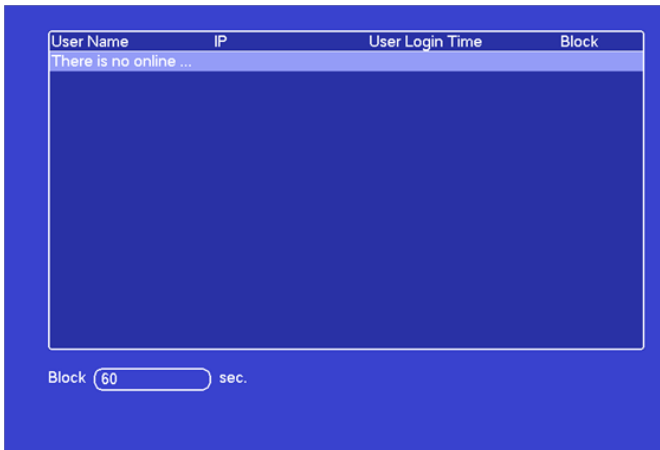 User Name IP User Login Time Block
There is no online ...
Block 60 sec.